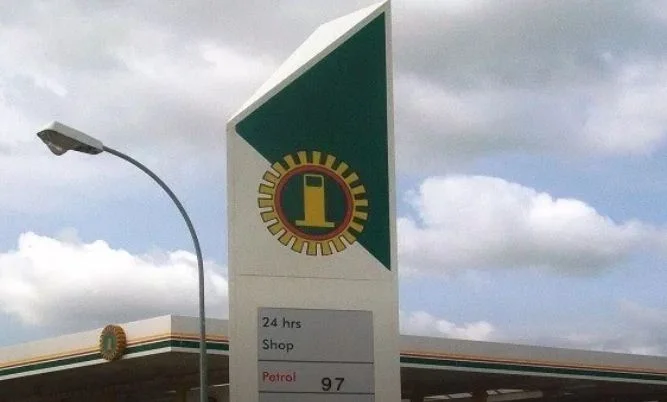 24 hrs
Shop
Petrol 97